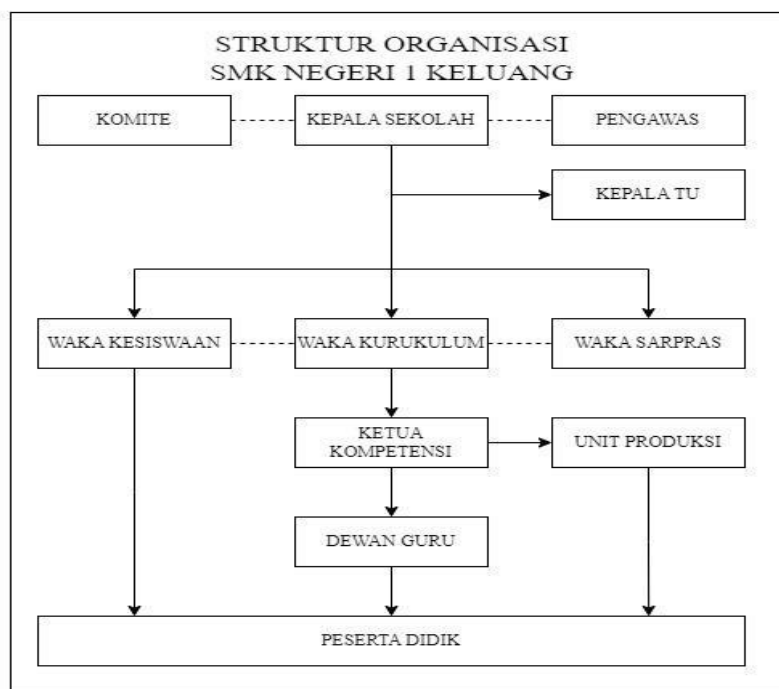 STRUKTUR ORGANISASI
SMK NEGERI 1 KELUANG
KOMITE
KEPALA SEKOLAH
PENGAWAS
KEPALA TU
WAKA KESISWAAN
WAKA KURUKULUM
WAKA SARPRAS
KETUA
KOMPETENSI
UNIT PRODUKSI
DEWAN GURU
PESERTA DIDIK